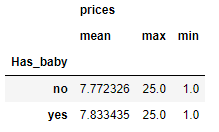 prices
mean max min
Has_baby
no 7.772326 25.0 1.0
yes 7.833435 25.0 1.0